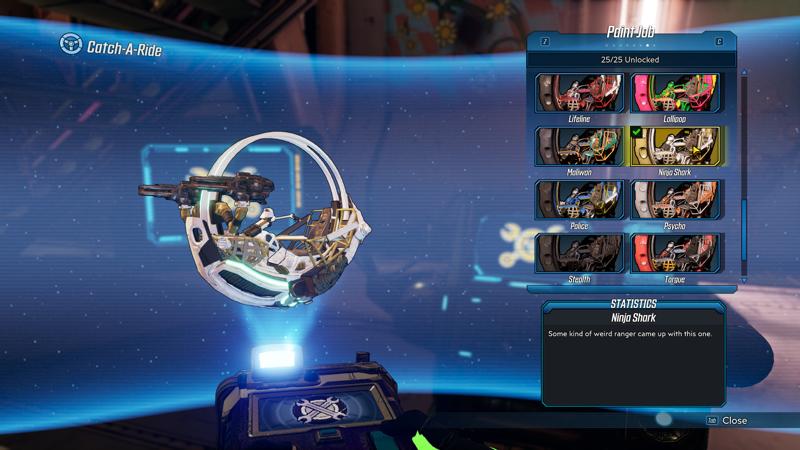 Catch-A-Ride
Paint Job
Z
C
25/25 Unlocked
Lifeline
Lollipop
Maliwan
Ninja Shark
Police
Psycho
Stealth
Torgue
STATISTICS
Ninja Shark
Some kind of weird ranger came up with this one.
Tab
Close